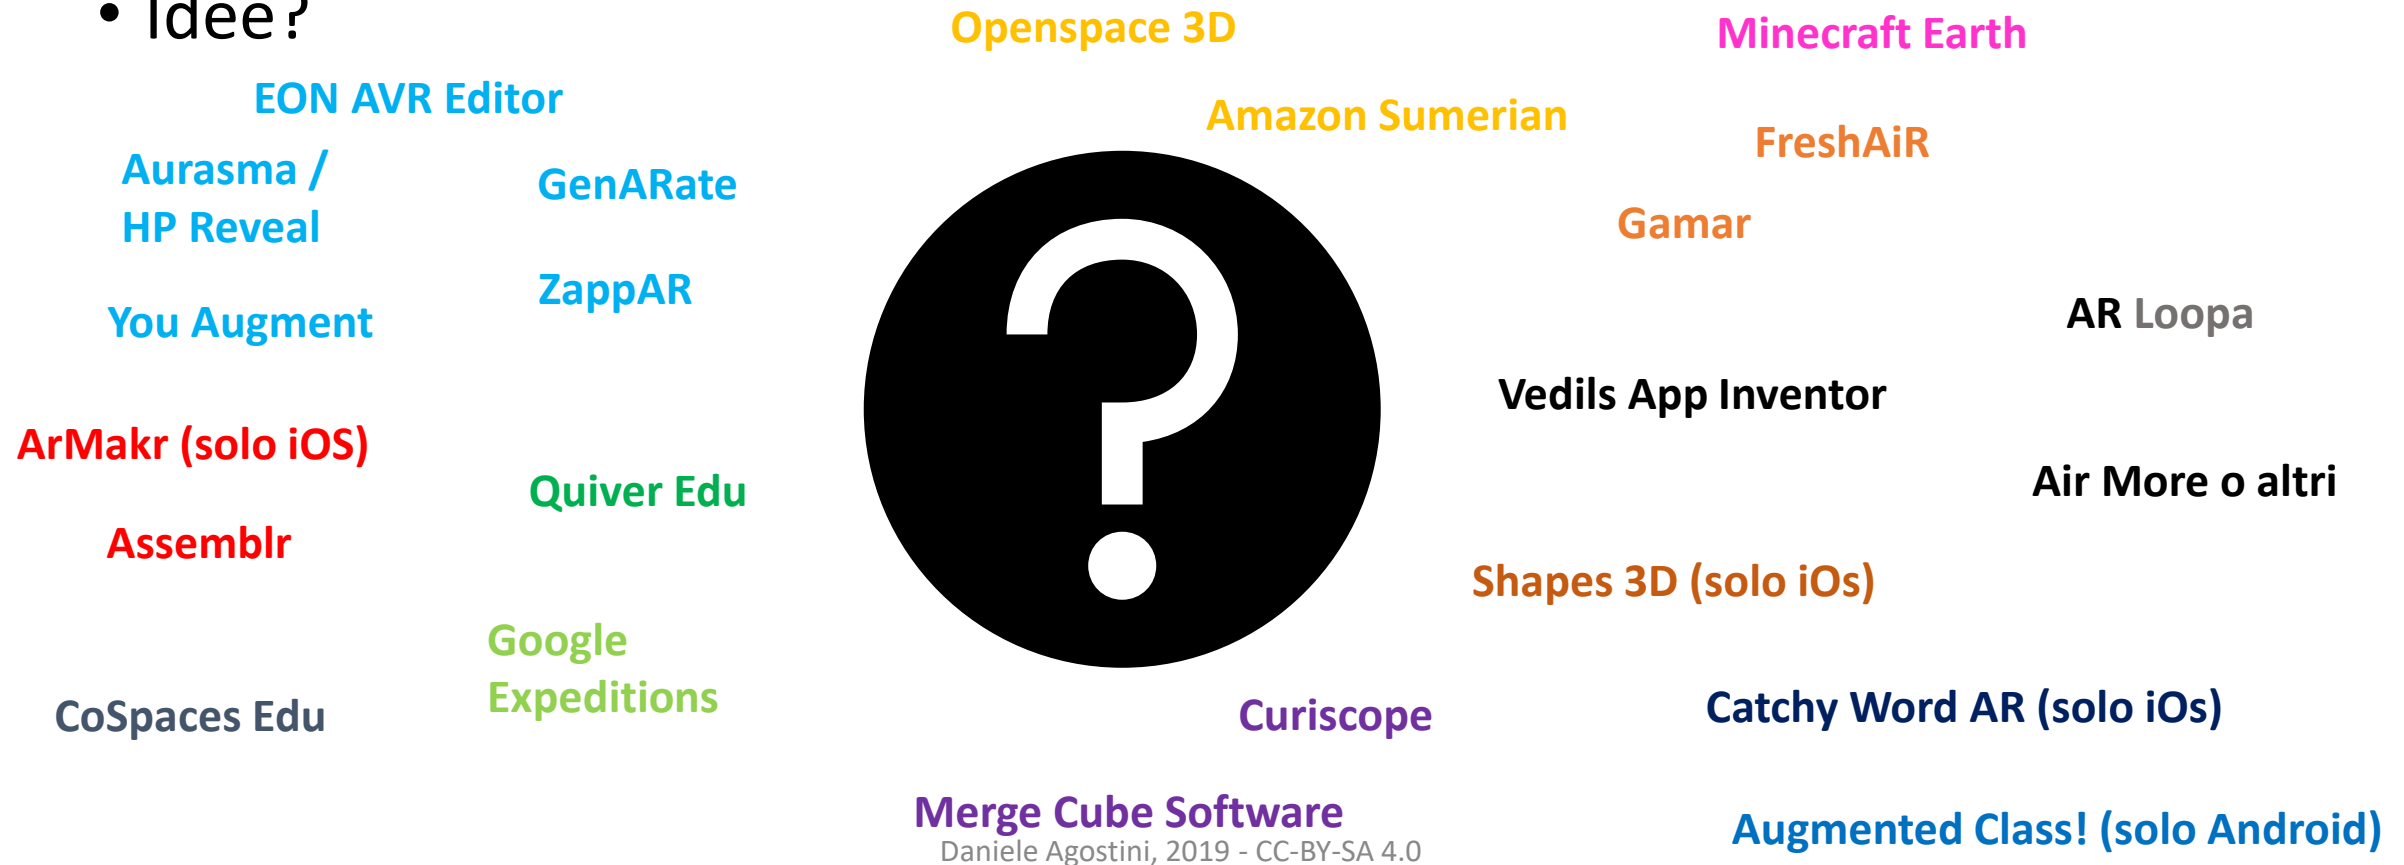 • Idee?
Openspace 3D
Minecraft Earth
EON AVR Editor
Amazon Sumerian
FreshAiR
Aurasma /
HP Reveal
GenARate
Gamar
ZappAR
You Augment
AR Loopa
Vedils App Inventor
ArMakr (solo iOS)
Quiver Edu
Air More o altri
Assemblr
Shapes 3D (solo iOs)
Google
Expeditions
CoSpaces Edu
Curiscope
Catchy Word AR (solo iOs)
Merge Cube Software
Augmented Class! (solo Android)
Daniele Agostini, 2019 - CC-BY-SA 4.0